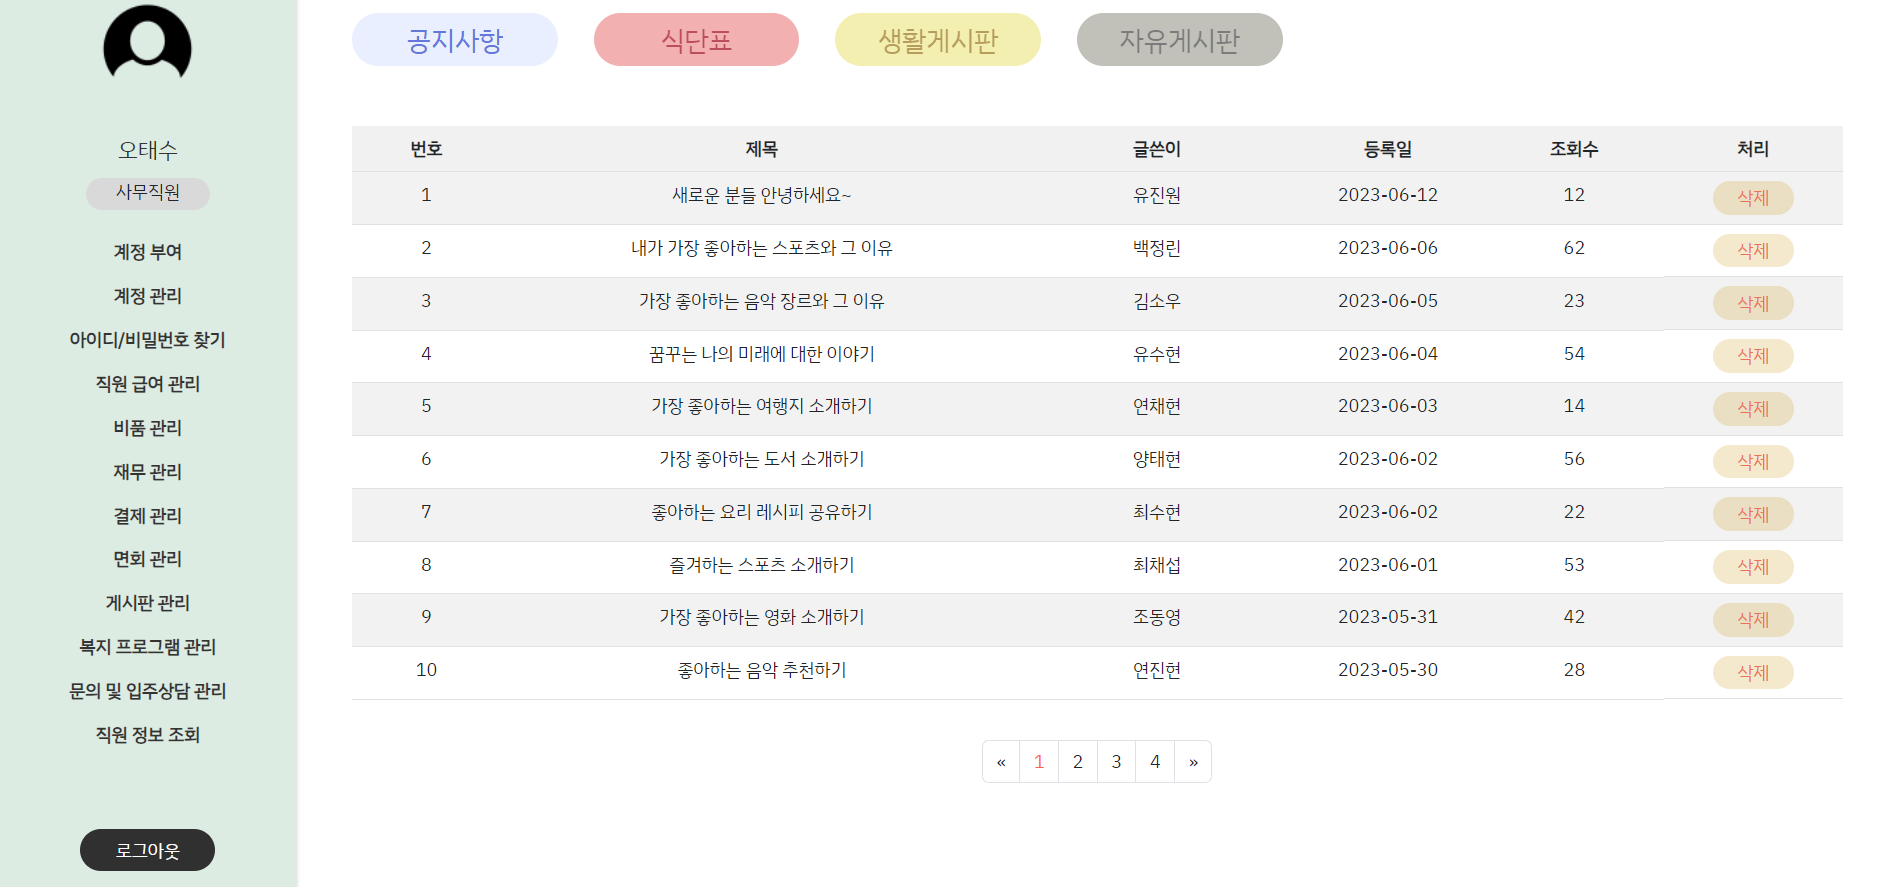 오태수
사무직원
계정 부여
계정 관리
아이디/비밀번호 찾기
직원 급여 관리
비품 관리
재무 관리
결제 관리
면회 관리
게시판 관리
복지 프로그램 관리
문의 및 입주상담 관리
직원 정보 조회
로그아웃
공지사항 식단표 생활게시판 자유게시판
번호 제목 글쓴이 등록일 조회수 처리
1 새로운 분들 안녕하세요~ 유진원 2023-06-12 12 삭제
2 내가 가장 좋아하는 스포츠와 그 이유 백정린 2023-06-06 62 삭제
3 가장 좋아하는 음악 장르와 그 이유 김소우 2023-06-05 23 삭제
4 꿈꾸는 나의 미래에 대한 이야기 유수현 2023-06-04 54 삭제
5 가장 좋아하는 여행지 소개하기 연채현 2023-06-03 14 삭제
6 가장 좋아하는 도서 소개하기 양태현 2023-06-02 56 삭제
7 좋아하는 요리 레시피 공유하기 최수현 2023-06-02 22 삭제
8 즐겨하는 스포츠 소개하기 최채섭 2023-06-01 53 삭제
9 가장 좋아하는 영화 소개하기 조동영 2023-05-31 42 삭제
10 좋아하는 음악 추천하기 연진현 2023-05-30 28 삭제
« 1 2 3 4 »